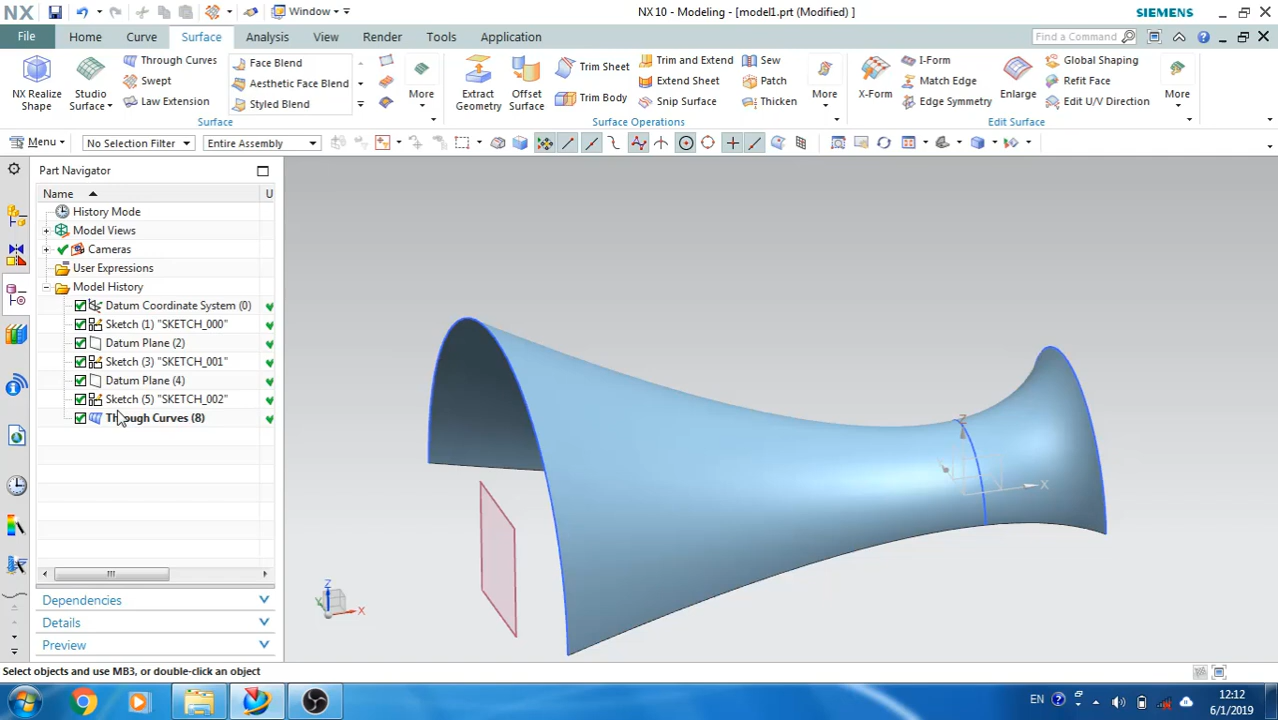 NX Window NX 10 - Modeling - [model1.prt (Modified) ] SIEMENS
File Home Curve Surface Analysis View Render Tools Application Find a Command
NX Realize Shape
Studio Surface
Through Curves
Swept
Law Extension
Face Blend
Aesthetic Face Blend
Styled Blend
More
Surface
Extract Geometry
Offset Surface
Trim Sheet
Trim Body
Trim and Extend
Extend Sheet
Snip Surface
Sew
Patch
Thicken
More
Surface Operations
X-Form
I-Form
Match Edge
Edge Symmetry
Enlarge
Global Shaping
Refit Face
Edit U/V Direction
More
Edit Surface
Menu No Selection Filter Entire Assembly
Part Navigator
Name U
History Mode
Model Views
Cameras
User Expressions
Model History
Datum Coordinate System (0)
Sketch (1) "SKETCH_000"
Datum Plane (2)
Sketch (3) "SKETCH_001"
Datum Plane (4)
Sketch (5) "SKETCH_002"
Through Curves (8)
Dependencies
Details
Preview
Z
X
Z
Y
X
Select objects and use MB3, or double-click an object
EN 12:12
6/1/2019